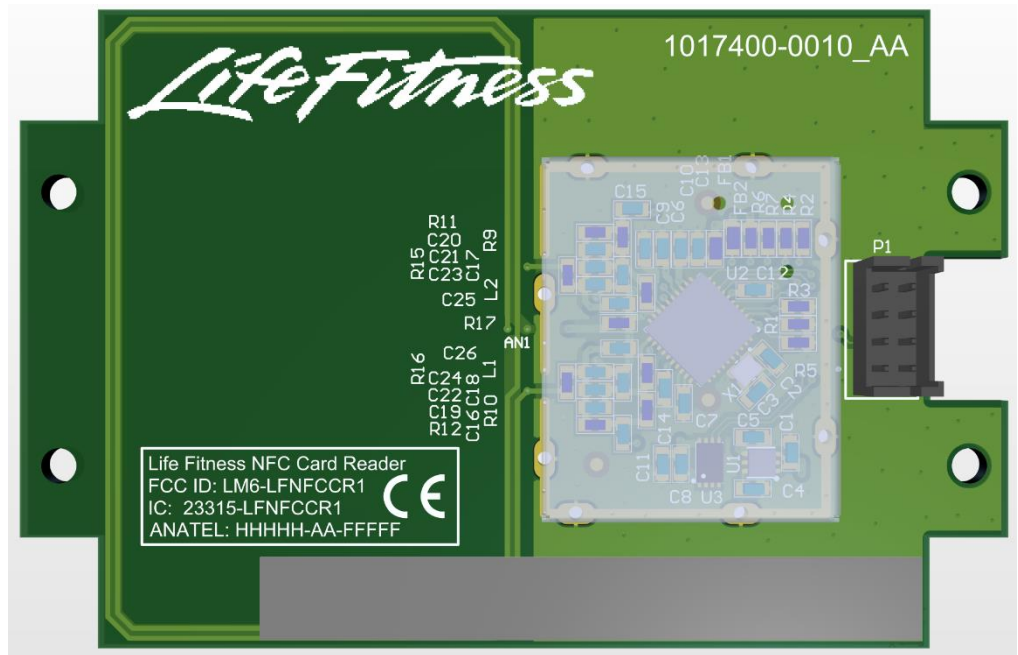 LifeFitness
1017400-0010_AA
C15
C10
C13
FB1
C9
C6
FB2
R6
R7
R4
R2
R11
C20
R9
R15
C21
C17
C23
C25
L2
U2
C12
P1
R3
R1
R17
AN1
C26
R16
L1
R5
C24
C18
X1
C3
C2
C22
C19
R10
R12
C16
C7
C14
C5
C1
C11
U1
C8
U3
C4
Life Fitness NFC Card Reader
FCC ID: LM6-LFNFCCR1
IC: 23315-LFNFCCR1
ANATEL: HHHHH-AA-FFFFF
CE